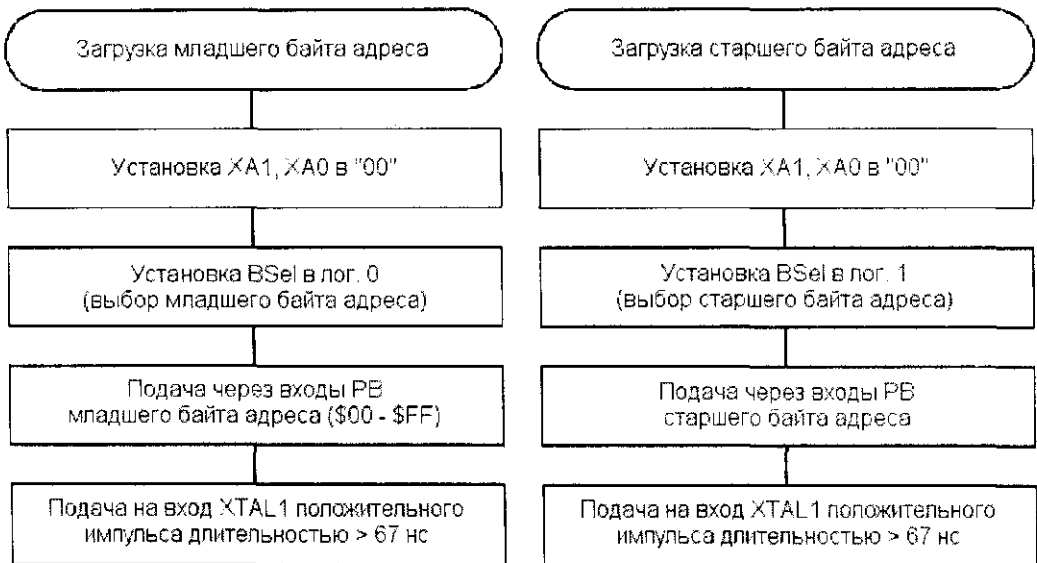 Загрузка младшего байта адреса
Установка XA1, XA0 в "00"
Установка BSel в лог. 0
(выбор младшего байта адреса)
Подача через входы PB
младшего байта адреса ($00 - $FF)
Подача на вход XTAL1 положительного
импульса длительностью > 67 нс
Загрузка старшего байта адреса
Установка XA1, XA0 в "00"
Установка BSel в лог. 1
(выбор старшего байта адреса)
Подача через входы PB
старшего байта адреса
Подача на вход XTAL1 положительного
импульса длительностью > 67 нс